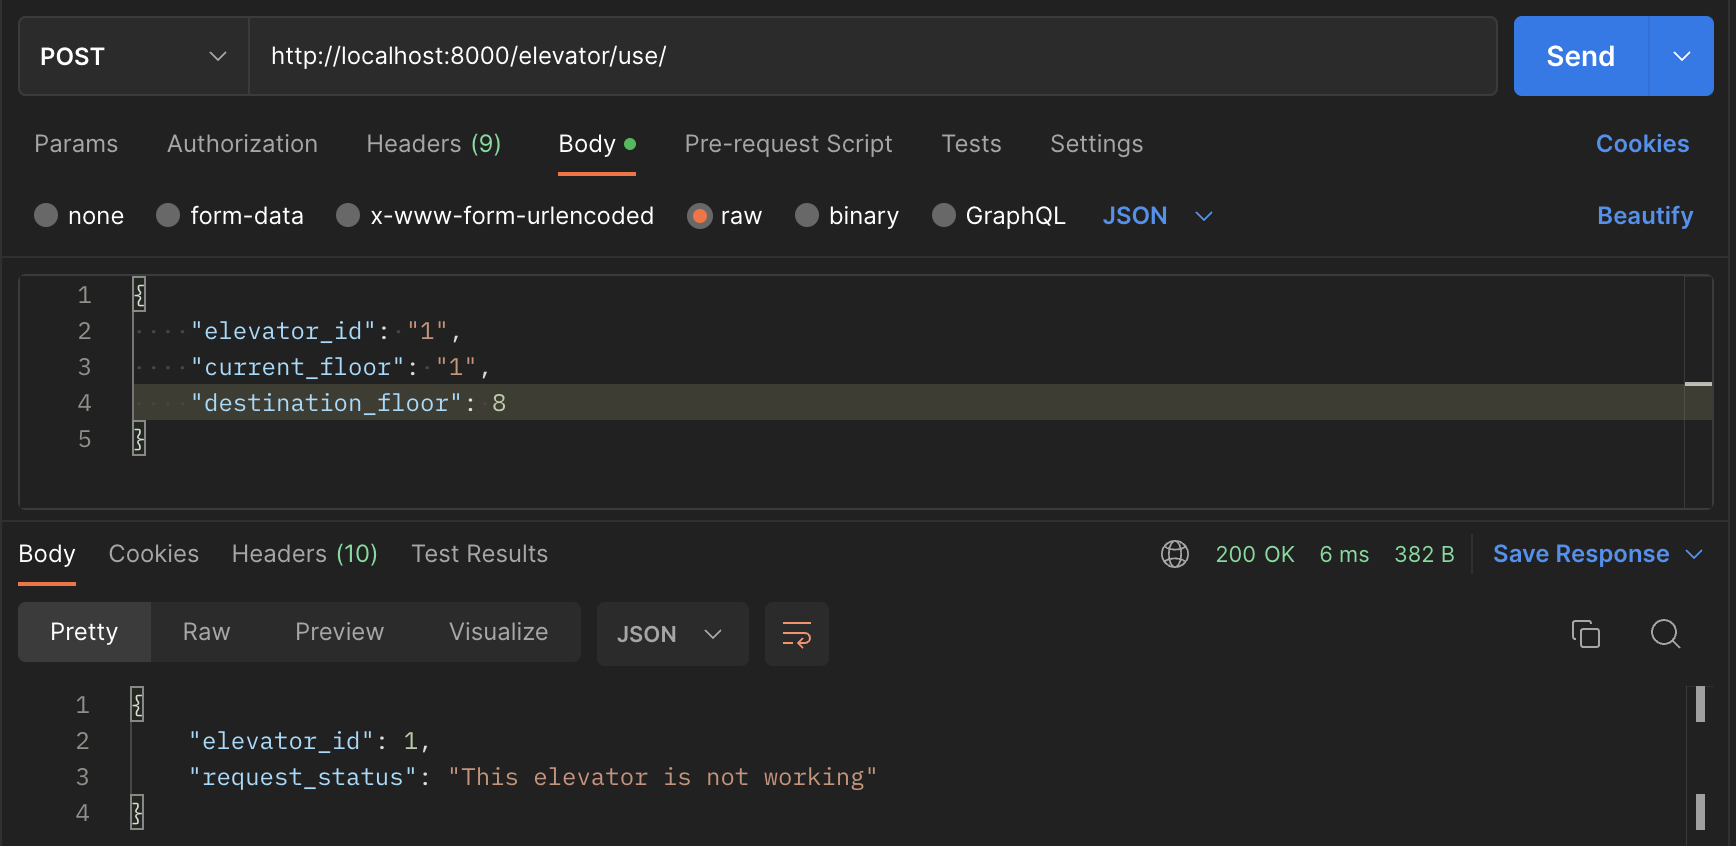 POST http://localhost:8000/elevator/use/ Send
Params Authorization Headers (9) Body Pre-request Script Tests Settings Cookies
none form-data x-www-form-urlencoded raw binary GraphQL JSON Beautify
1 {
2 "elevator_id": "1",
3 "current_floor": "1",
4 "destination_floor": 8
5 }
Body Cookies Headers (10) Test Results 200 OK 6 ms 382 B Save Response
Pretty Raw Preview Visualize JSON
1 {
2 "elevator_id": 1,
3 "request_status": "This elevator is not working"
4 }